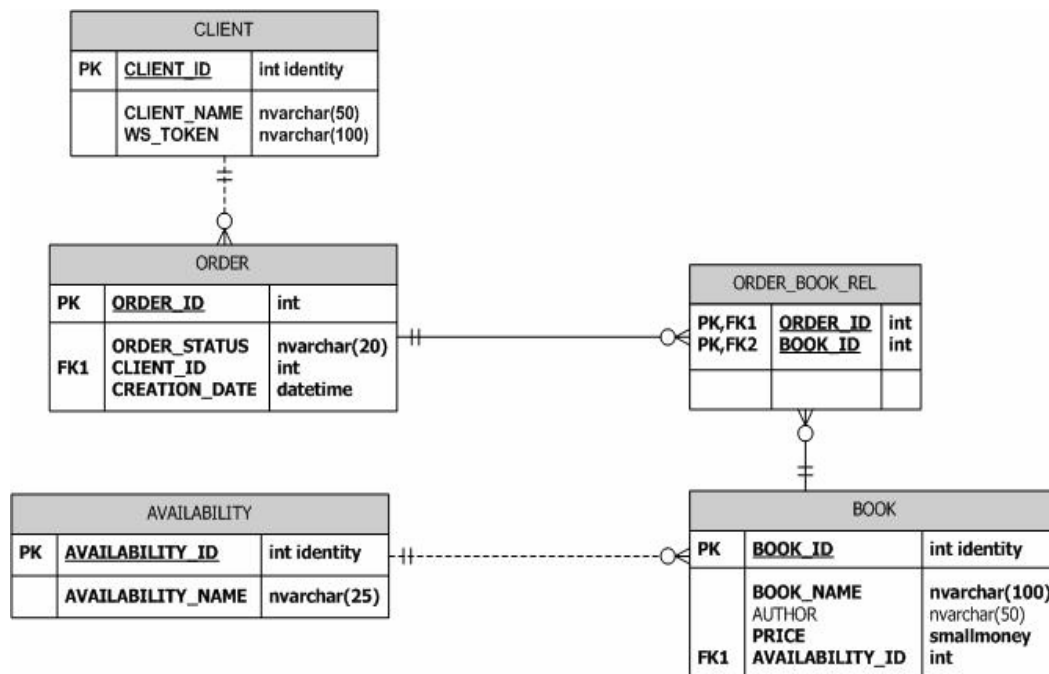 CLIENT
PK CLIENT_ID int identity
CLIENT_NAME nvarchar(50)
WS_TOKEN nvarchar(100)
ORDER
PK ORDER_ID int
ORDER_STATUS nvarchar(20)
FK1 CLIENT_ID int
CREATION_DATE datetime
ORDER_BOOK_REL
PK,FK1 ORDER_ID int
PK,FK2 BOOK_ID int
AVAILABILITY
PK AVAILABILITY_ID int identity
AVAILABILITY_NAME nvarchar(25)
BOOK
PK BOOK_ID int identity
BOOK_NAME nvarchar(100)
AUTHOR nvarchar(50)
PRICE smallmoney
FK1 AVAILABILITY_ID int